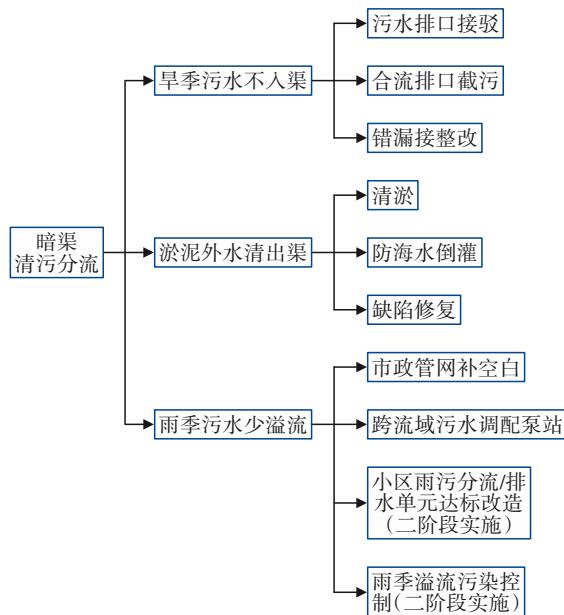 污水排口接驳
旱季污水不入渠
合流排口截污
错漏接整改
清淤
暗渠
清污分流
淤泥外水清出渠
防海水倒灌
缺陷修复
市政管网补空白
雨季污水少溢流
跨流域污水调配泵站
小区雨污分流/排
水单元达标改造
（二阶段实施）
雨季溢流污染控
制(二阶段实施)